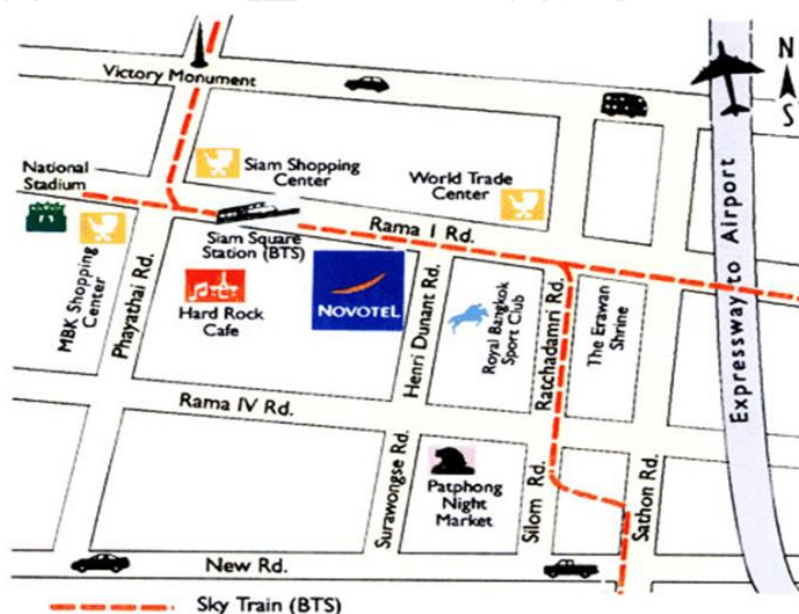 N
S
Victory Monument
Expressway to Airport
National
Stadium
Siam Shopping
Center
World Trade
Center
Rama I Rd.
Siam Square
Station (BTS)
MBK Shopping
Center
Phayathai Rd.
Hard Rock
Cafe
NOVOTEL
Henri Dunant Rd.
Royal Bangkok
Sport Club
Ratchadamri Rd.
The Erawan
Shrine
Rama IV Rd.
Surawongse Rd.
Patphong
Night
Market
Silom Rd.
Sathon Rd.
New Rd.
Sky Train (BTS)